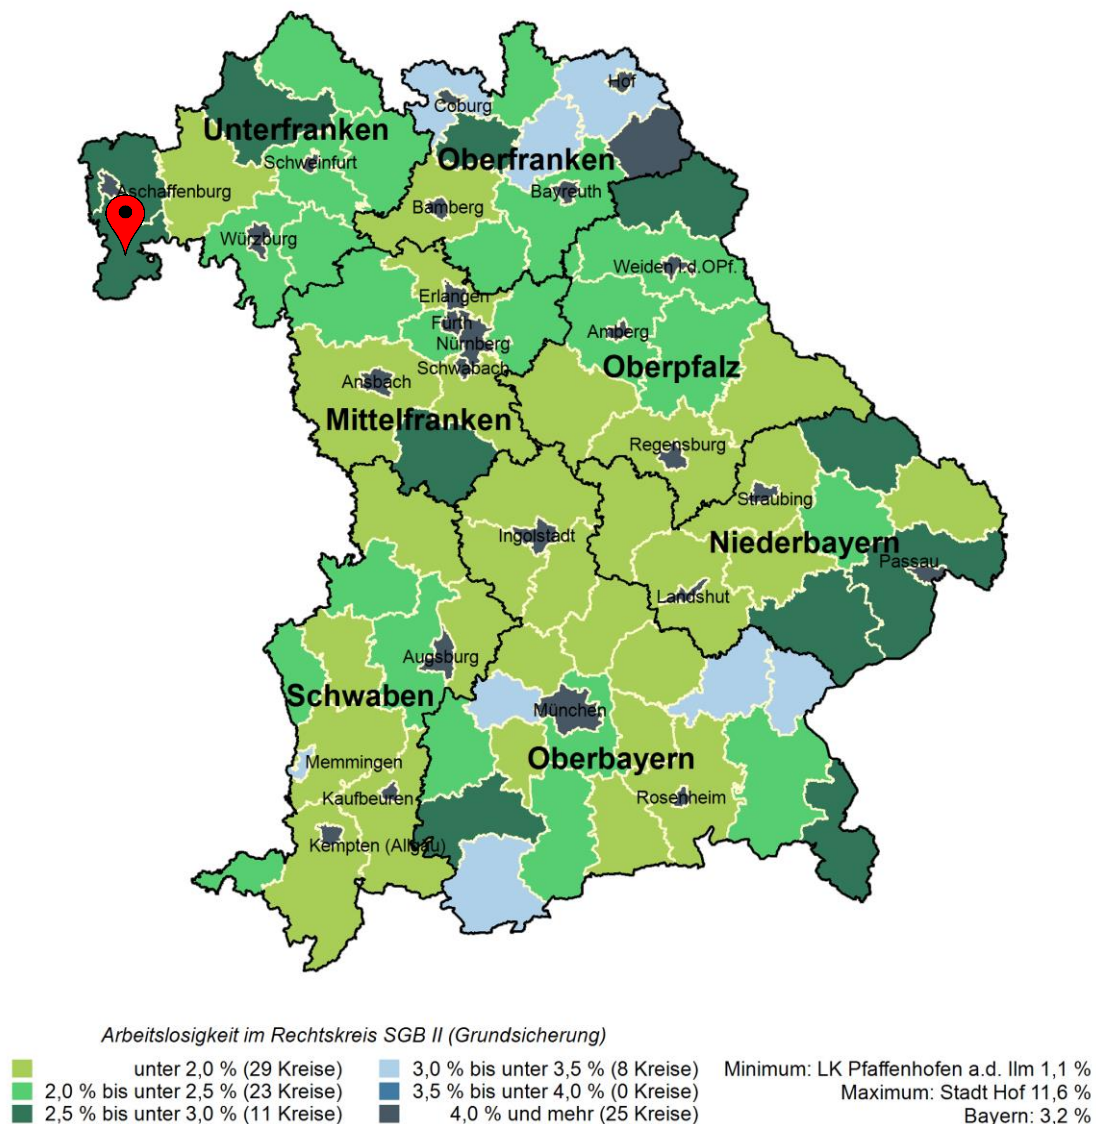 Hof
Coburg
Unterfranken
Oberfranken
Schweinfurt
Aschaffenburg
Bayreuth
Bamberg
Würzburg
Weiden i.d.OPf.
Erlangen
Fürth
Amberg
Nürnberg
Oberpfalz
Schwabach
Ansbach
Mittelfranken
Regensburg
Straubing
Ingolstadt
Niederbayern
Passau
Landshut
Augsburg
Schwaben
München
Oberbayern
Memmingen
Kaufbeuren
Rosenheim
Kempten (Allgäu)
Arbeitslosigkeit im Rechtskreis SGB II (Grundsicherung)
unter 2,0 % (29 Kreise)
2,0 % bis unter 2,5 % (23 Kreise)
2,5 % bis unter 3,0 % (11 Kreise)
3,0 % bis unter 3,5 % (8 Kreise)
3,5 % bis unter 4,0 % (0 Kreise)
4,0 % und mehr (25 Kreise)
Minimum: LK Pfaffenhofen a.d. Ilm 1,1 %
Maximum: Stadt Hof 11,6 %
Bayern: 3,2 %